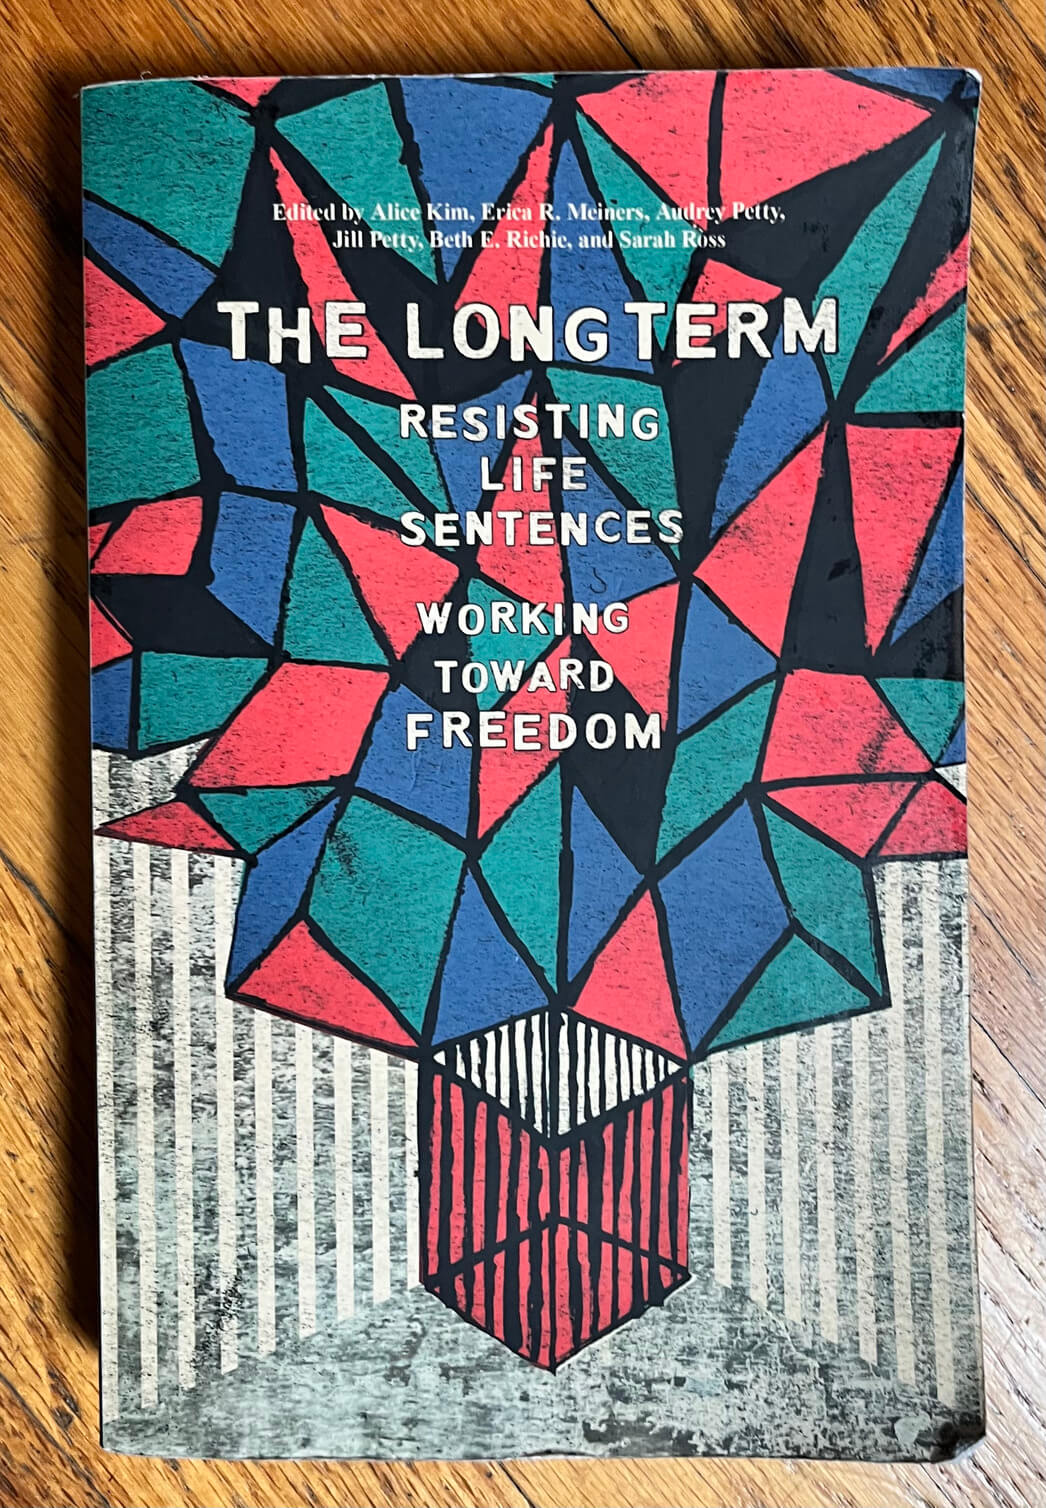 Edited by Alice Kim, Erica R. Meiners, Audrey Petty,
Jill Petty, Beth E. Richie, and Sarah Ross
THE LONG TERM
RESISTING
LIFE
SENTENCES
WORKING
TOWARD
FREEDOM